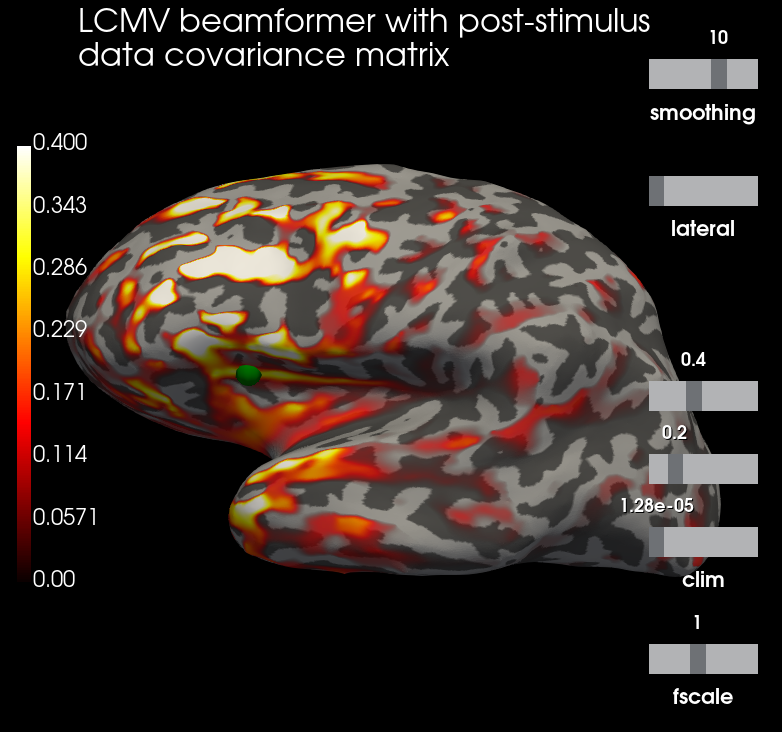 LCMV beamformer with post-stimulus
data covariance matrix
10
smoothing
0.400
0.343
lateral
0.286
0.229
0.4
0.171
0.2
0.114
1.28e-05
0.0571
0.00
clim
1
fscale